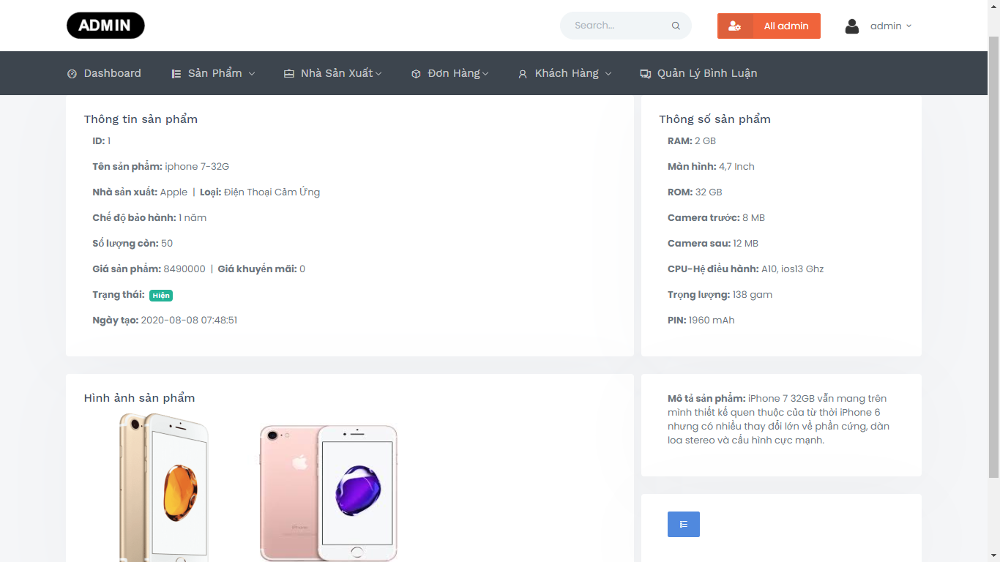 ADMIN
Search...
All admin
admin
Dashboard
Sản Phẩm
Nhà Sản Xuất
Đơn Hàng
Khách Hàng
Quản Lý Bình Luận
Thông tin sản phẩm
ID: 1
Tên sản phẩm: iphone 7-32G
Nhà sản xuất: Apple | Loại: Điện Thoại Cảm Ứng
Chế độ bảo hành: 1 năm
Số lượng còn: 50
Giá sản phẩm: 8490000 | Giá khuyến mãi: 0
Trạng thái: Hiện
Ngày tạo: 2020-08-08 07:48:51
Thông số sản phẩm
RAM: 2 GB
Màn hình: 4,7 Inch
ROM: 32 GB
Camera trước: 8 MB
Camera sau: 12 MB
CPU-Hệ điều hành: A10, ios13 Ghz
Trọng lượng: 138 gam
PIN: 1960 mAh
Hình ảnh sản phẩm
iPhone
Mô tả sản phẩm: iPhone 7 32GB vẫn mang trên
mình thiết kế quen thuộc của từ thời iPhone 6
nhưng có nhiều thay đổi lớn về phần cứng, dàn
loa stereo và cấu hình cực mạnh.